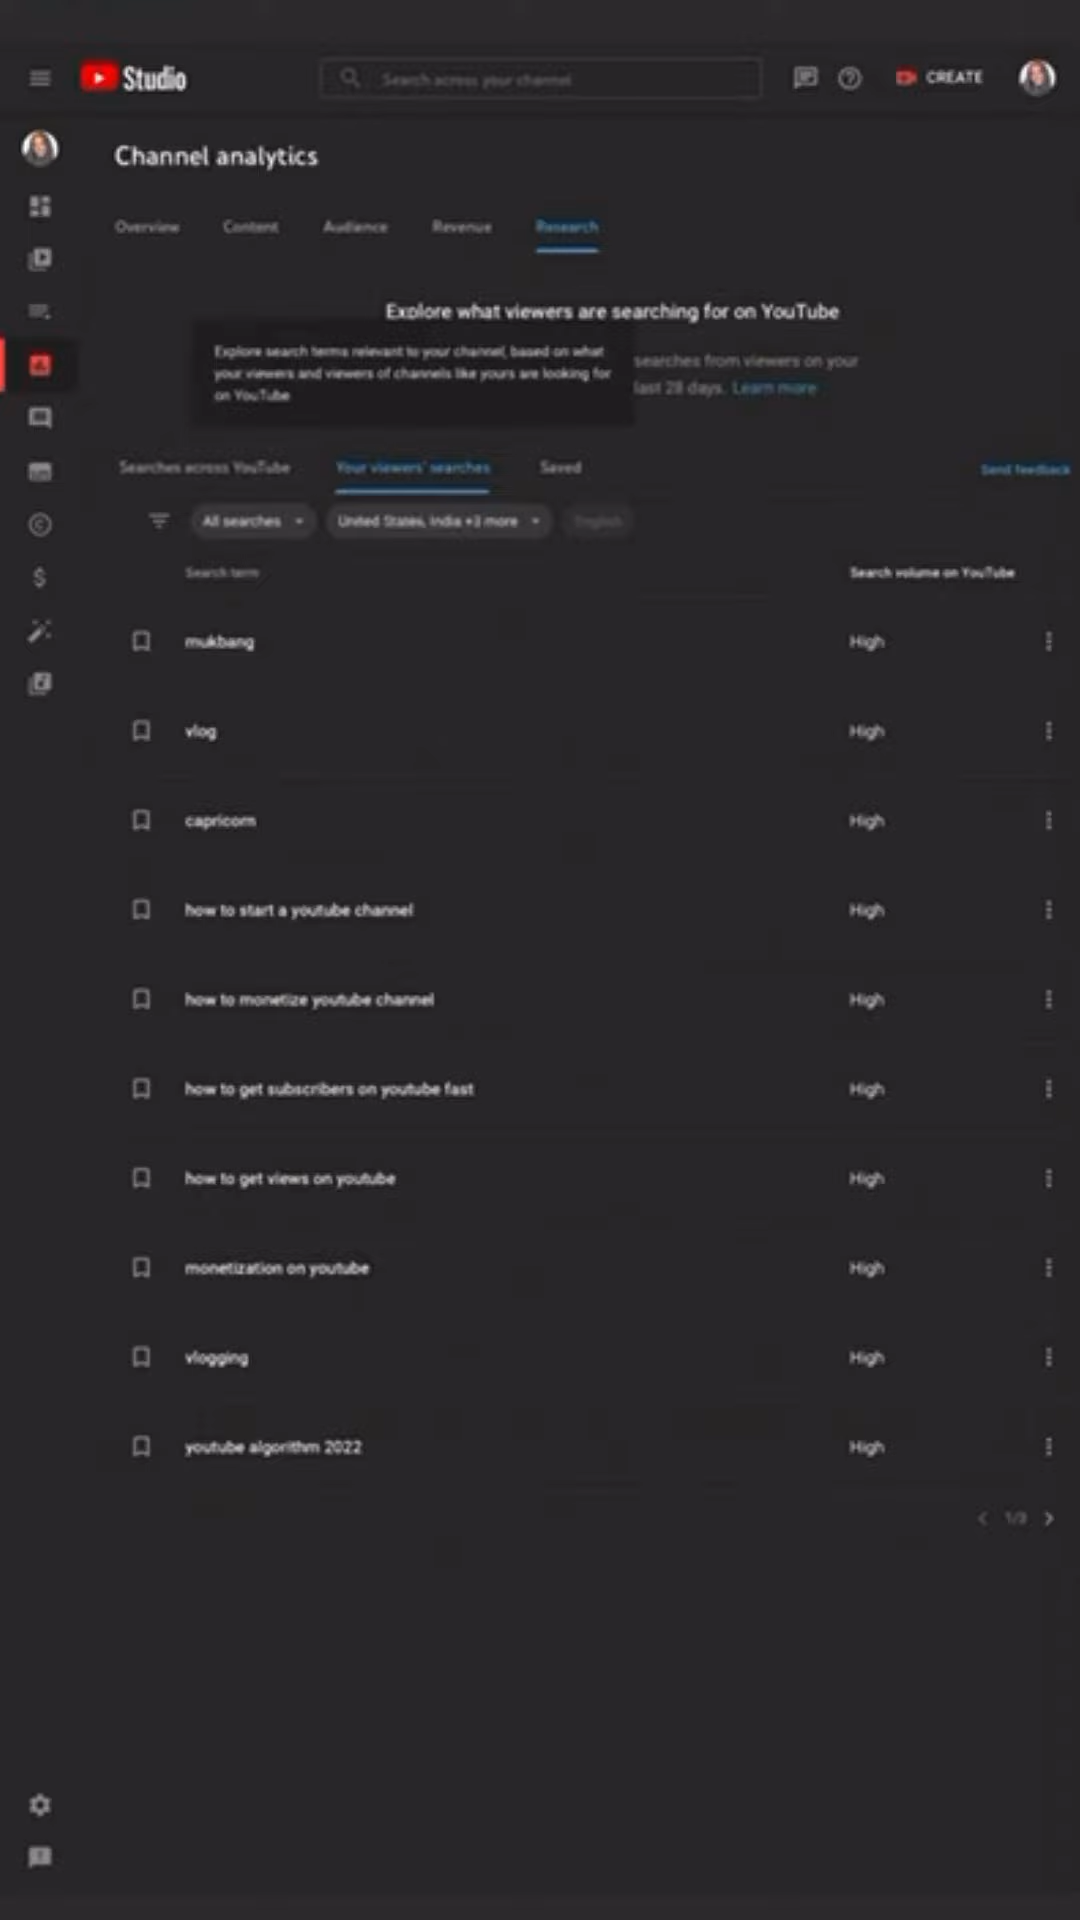 Studio
Search across your channel
CREATE
Channel analytics
Overview Content Audience Revenue Research
Explore what viewers are searching for on YouTube
Explore search terms relevant to your channel, based on what
your viewers and viewers of channels like yours are looking for
on YouTube
searches from viewers on your
last 28 days. Learn more
Searches across YouTube Your viewers' searches Saved Send feedback
All searches United States, India +3 more English
Search term Search volume on YouTube
mukbang High
vlog High
capricorn High
how to start a youtube channel High
how to monetize youtube channel High
how to get subscribers on youtube fast High
how to get views on youtube High
monetization on youtube High
vlogging High
youtube algorithm 2022 High